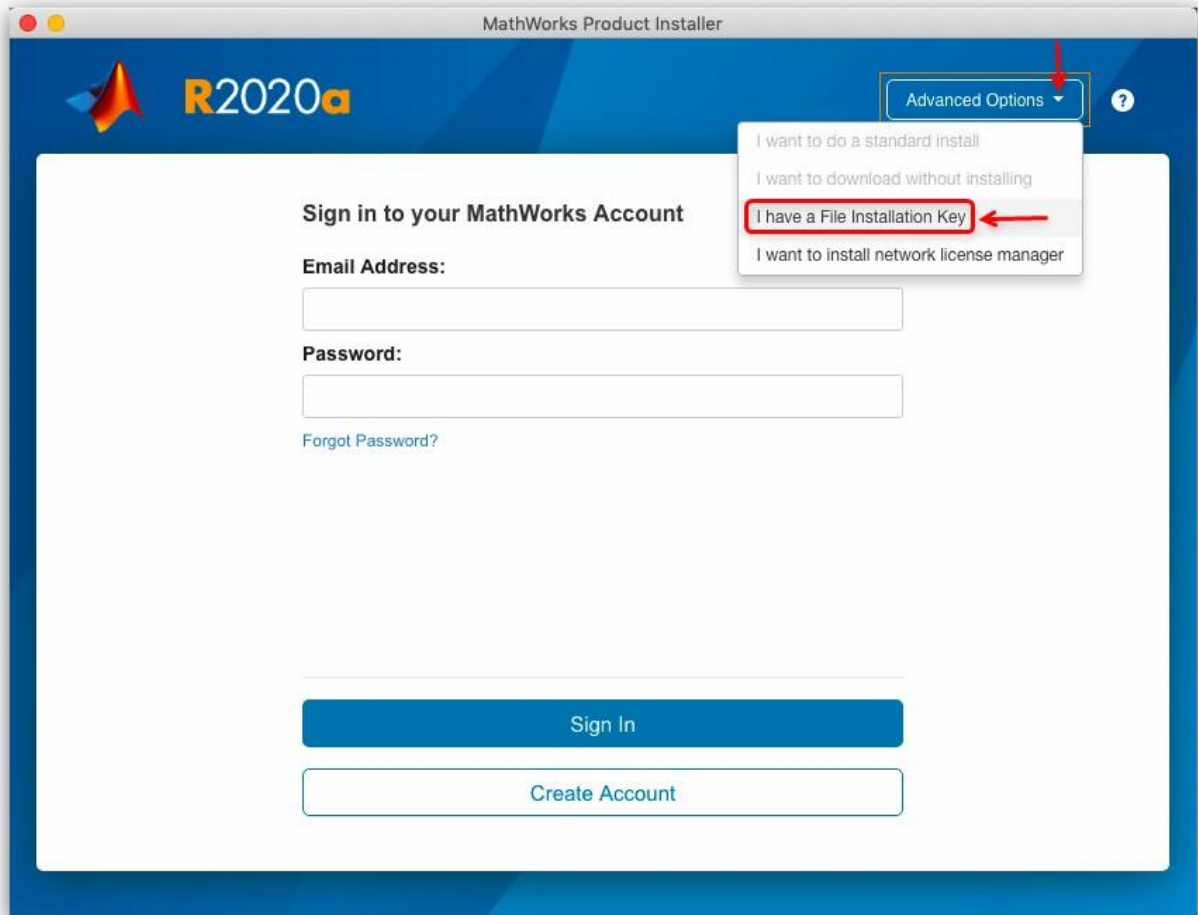 MathWorks Product Installer
R2020a
Advanced Options
?
I want to do a standard install
I want to download without installing
I have a File Installation Key
I want to install network license manager
Sign in to your MathWorks Account
Email Address:
Password:
Forgot Password?
Sign In
Create Account